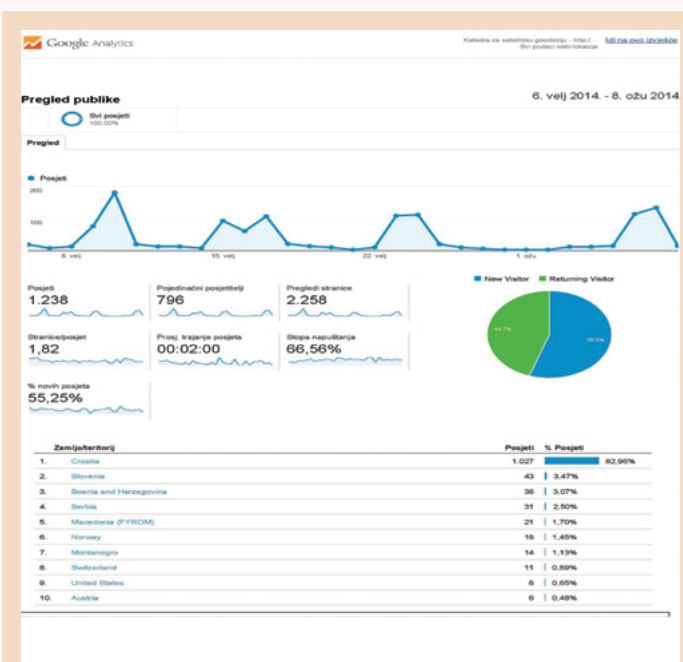 Google Analytics
Katedra za satelitsku geodeziju - http:/...
Svi podaci web-lokacije
Idi na ovo izvješće
Pregled publike
6. velj 2014. - 8. ožu 2014.
Svi posjeti
100,00%
Pregled
Posjeti
200
100
8. velj
15. velj
22. velj
1. ožu
Posjeti
1.238
Pojedinačni posjetitelji
796
Pregledi stranice
2.258
Stranice/posjet
1,82
Prosj. trajanje posjeta
00:02:00
Stopa napuštanja
66,56%
% novih posjeta
55,25%
New Visitor
Returning Visitor
44.7%
55.3%
Zemlja/teritorij Posjeti % Posjeti
1. Croatia 1.027 82,96%
2. Slovenia 43 3,47%
3. Bosnia and Herzegovina 38 3,07%
4. Serbia 31 2,50%
5. Macedonia (FYROM) 21 1,70%
6. Norway 18 1,45%
7. Montenegro 14 1,13%
8. Switzerland 11 0,89%
9. United States 8 0,65%
10. Austria 6 0,48%